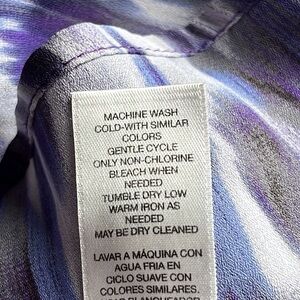 MACHINE WASH
COLD-WITH SIMILAR
COLORS
GENTLE CYCLE
ONLY NON-CHLORINE
BLEACH WHEN
NEEDED
TUMBLE DRY LOW
WARM IRON AS
NEEDED
MAY BE DRY CLEANED
LAVAR A MÁQUINA CON
AGUA FRIA EN
CICLO SUAVE CON
COLORES SIMILARES.
BLANQUEADOR